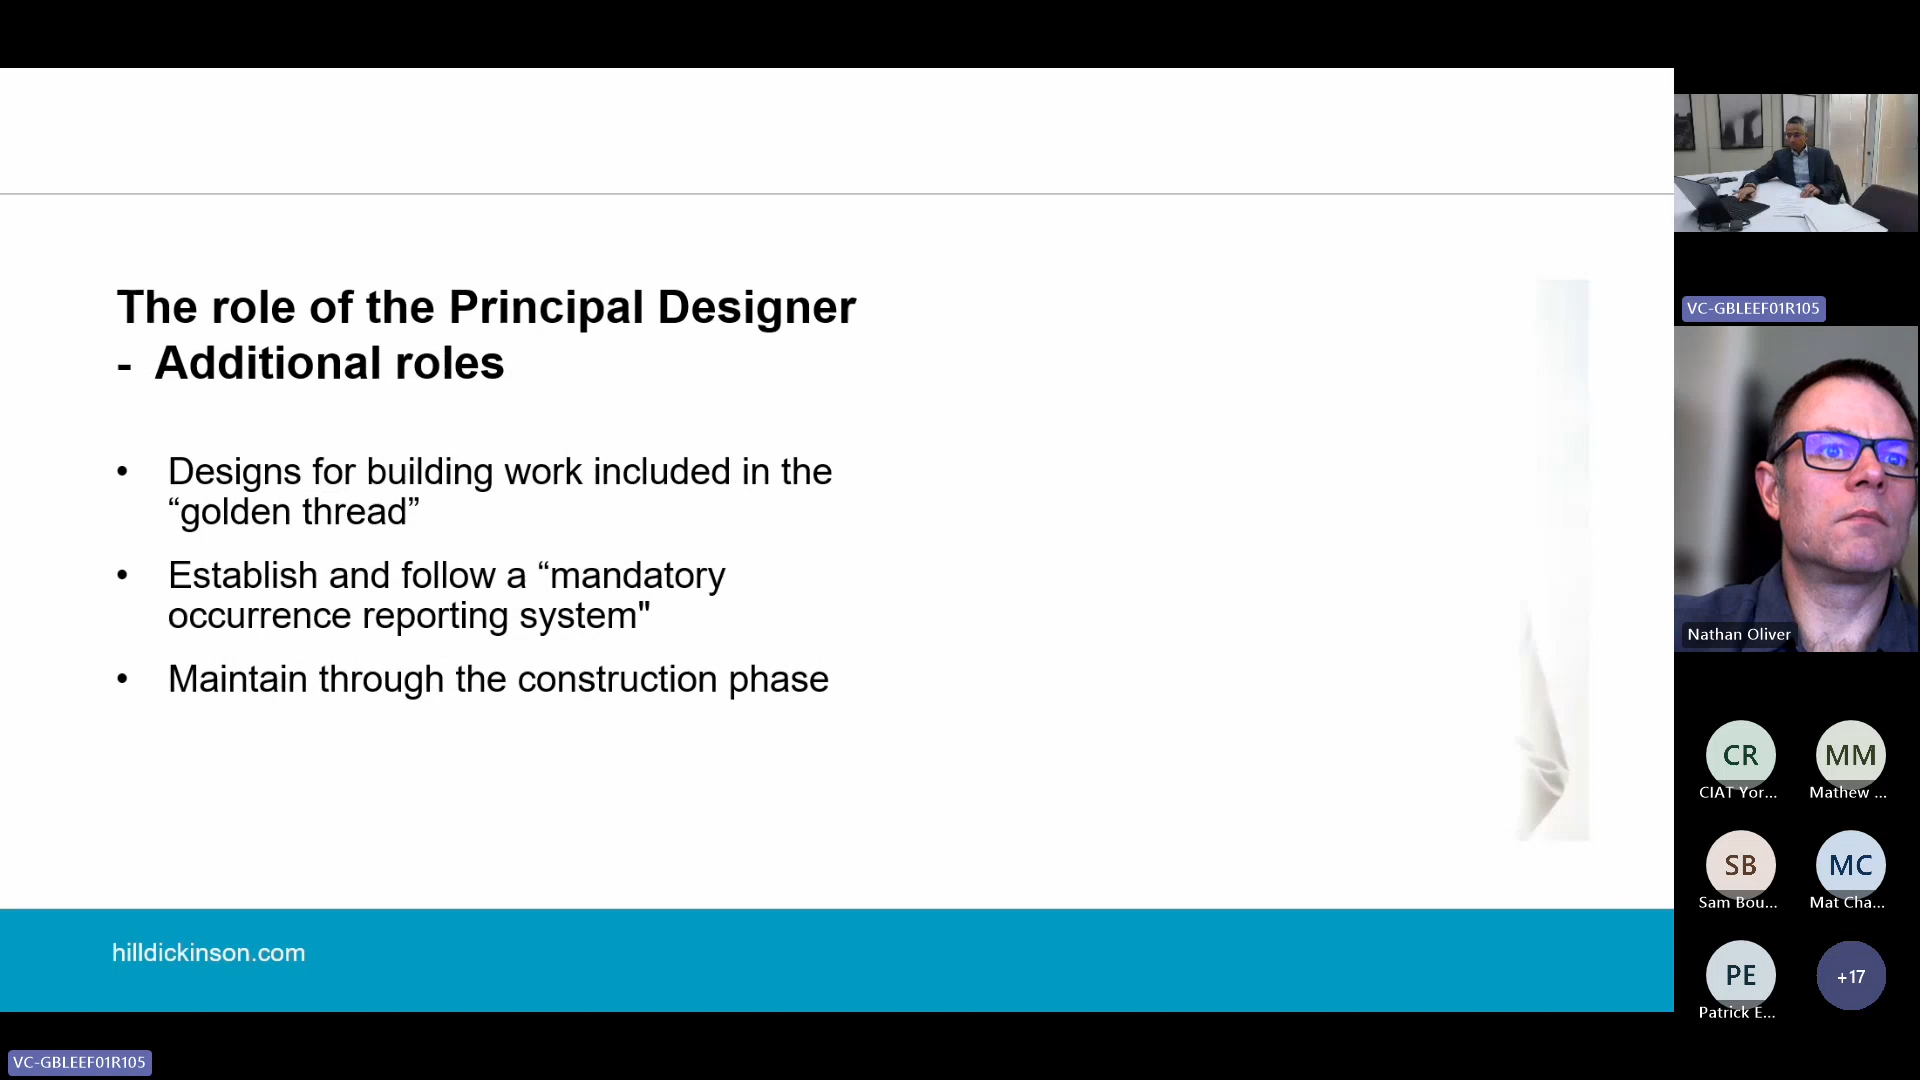 The role of the Principal Designer
- Additional roles
• Designs for building work included in the
“golden thread”
• Establish and follow a “mandatory
occurrence reporting system"
• Maintain through the construction phase
hilldickinson.com
VC-GBLEEF01R105
VC-GBLEEF01R105
Nathan Oliver
CR
CIAT Yor...
MM
Mathew ...
SB
Sam Bou...
MC
Mat Cha...
PE
Patrick E...
+17